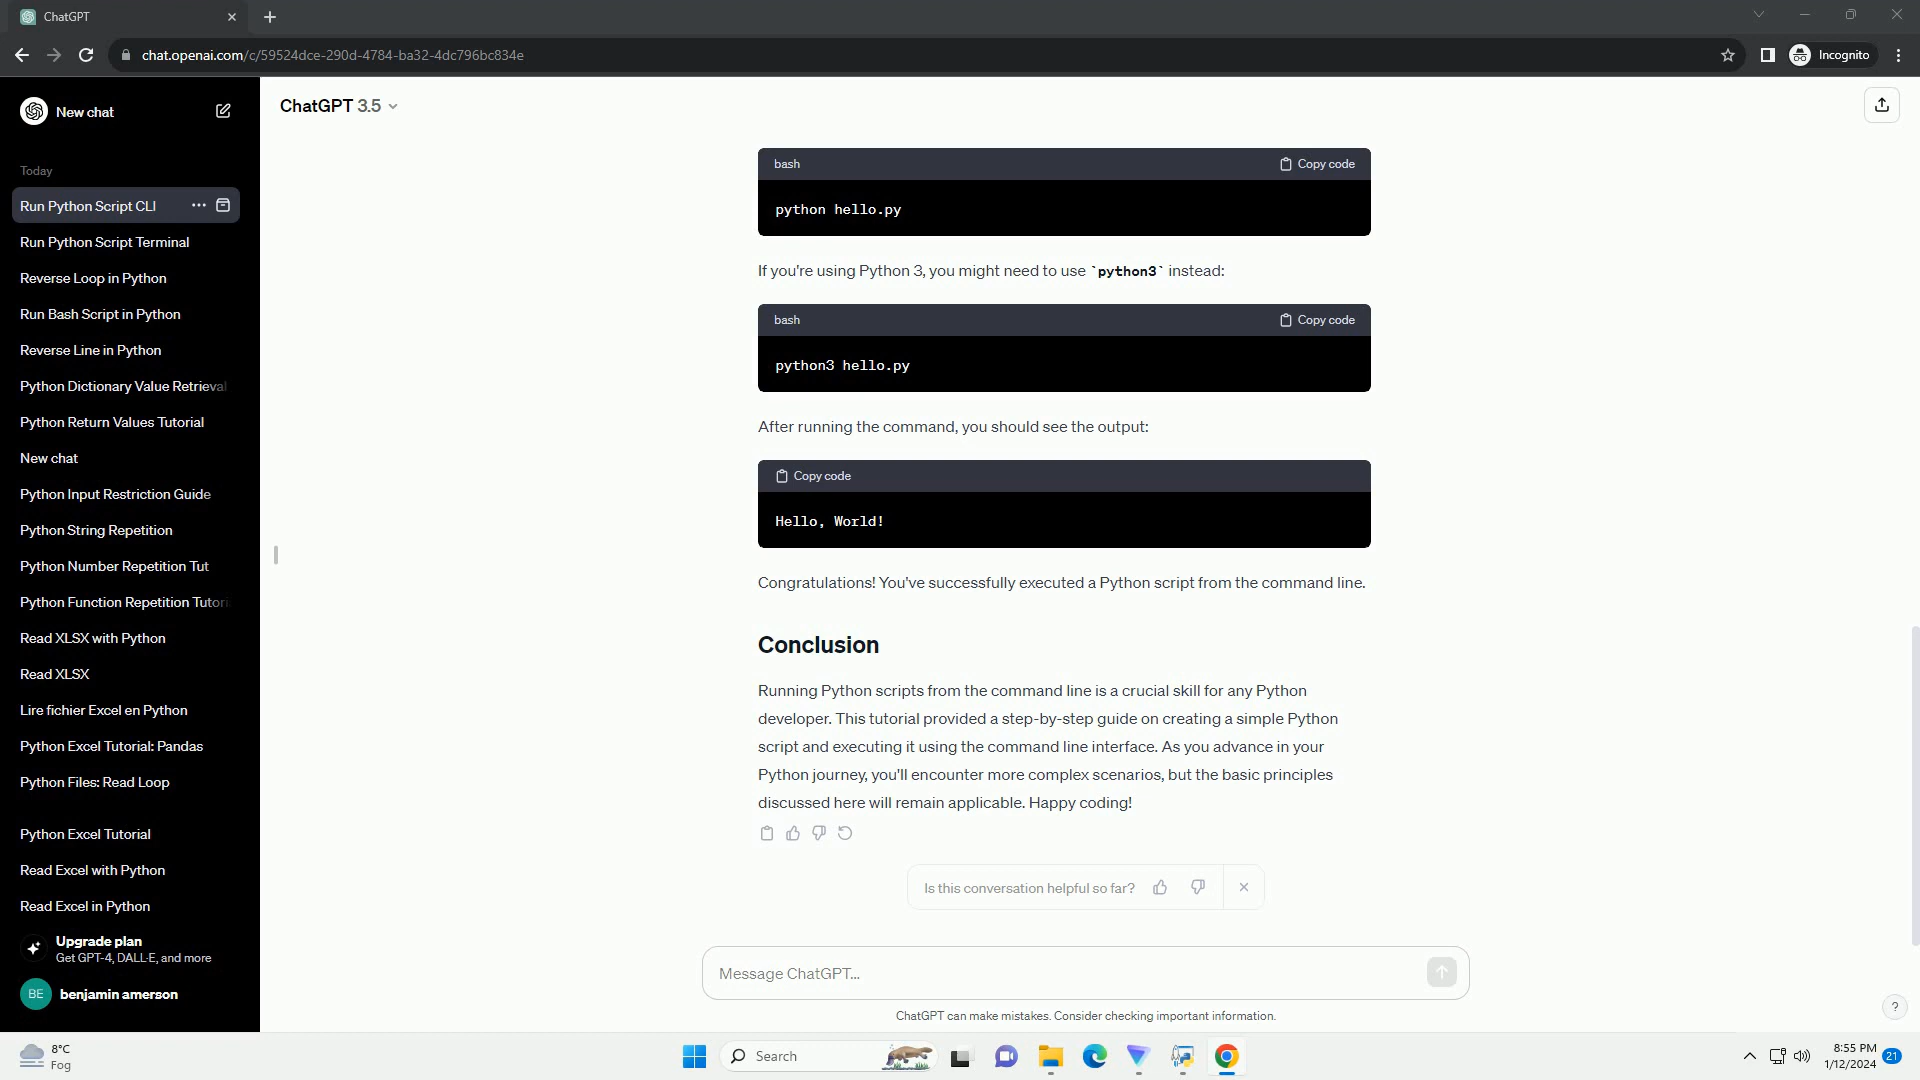 ChatGPT
chat.openai.com/c/59524dce-290d-4784-ba32-4dc796bc834e
Incognito
New chat
Today
Run Python Script CLI
Run Python Script Terminal
Reverse Loop in Python
Run Bash Script in Python
Reverse Line in Python
Python Dictionary Value Retrieval
Python Return Values Tutorial
New chat
Python Input Restriction Guide
Python String Repetition
Python Number Repetition Tut
Python Function Repetition Tutori
Read XLSX with Python
Read XLSX
Lire fichier Excel en Python
Python Excel Tutorial: Pandas
Python Files: Read Loop
Python Excel Tutorial
Read Excel with Python
Read Excel in Python
Upgrade plan
Get GPT-4, DALL·E, and more
BE benjamin amerson
ChatGPT 3.5
bash Copy code
python hello.py
If you're using Python 3, you might need to use `python3` instead:
bash Copy code
python3 hello.py
After running the command, you should see the output:
Copy code
Hello, World!
Congratulations! You've successfully executed a Python script from the command line.
Conclusion
Running Python scripts from the command line is a crucial skill for any Python
developer. This tutorial provided a step-by-step guide on creating a simple Python
script and executing it using the command line interface. As you advance in your
Python journey, you'll encounter more complex scenarios, but the basic principles
discussed here will remain applicable. Happy coding!
Is this conversation helpful so far?
Message ChatGPT...
ChatGPT can make mistakes. Consider checking important information.
?
8°C
Fog
Search
8:55 PM
1/12/2024
21